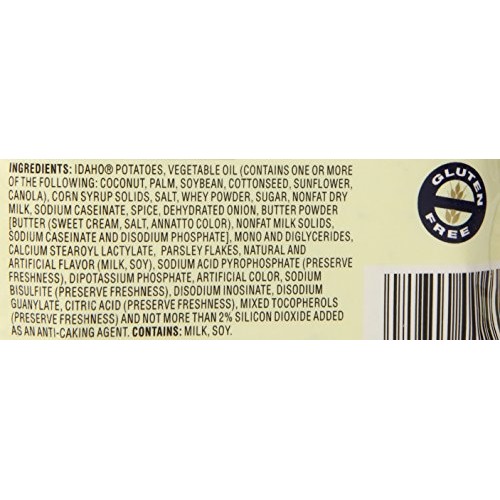 INGREDIENTS: IDAHO® POTATOES, VEGETABLE OIL (CONTAINS ONE OR MORE
OF THE FOLLOWING: COCONUT, PALM, SOYBEAN, COTTONSEED, SUNFLOWER,
CANOLA), CORN SYRUP SOLIDS, SALT, WHEY POWDER, SUGAR, NONFAT DRY
MILK, SODIUM CASEINATE, SPICE, DEHYDRATED ONION, BUTTER POWDER
[BUTTER (SWEET CREAM, SALT, ANNATTO COLOR), NONFAT MILK SOLIDS,
SODIUM CASEINATE AND DISODIUM PHOSPHATE], MONO AND DIGLYCERIDES,
CALCIUM STEAROYL LACTYLATE, PARSLEY FLAKES, NATURAL AND
ARTIFICIAL FLAVOR (MILK, SOY), SODIUM ACID PYROPHOSPHATE (PRESERVE
FRESHNESS), DIPOTASSIUM PHOSPHATE, ARTIFICIAL COLOR, SODIUM
BISULFITE (PRESERVE FRESHNESS), DISODIUM INOSINATE, DISODIUM
GUANYLATE, CITRIC ACID (PRESERVE FRESHNESS), MIXED TOCOPHEROLS
(PRESERVE FRESHNESS) AND NOT MORE THAN 2% SILICON DIOXIDE ADDED
AS AN ANTI-CAKING AGENT. CONTAINS: MILK, SOY.
GLUTEN
FREE